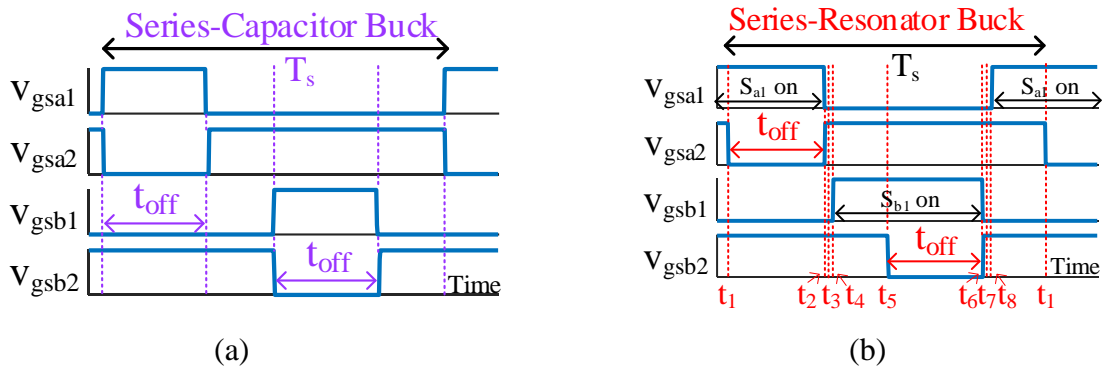 Series-Capacitor Buck
Ts
vgsa1
vgsa2
toff
vgsb1
toff
vgsb2
Time
(a)
Series-Resonator Buck
Ts
vgsa1
Sa1 on
Sa1 on
toff
vgsa2
vgsb1
Sb1 on
toff
vgsb2
Time
t1 t2 t3 t4 t5 t6 t7 t8 t1
(b)